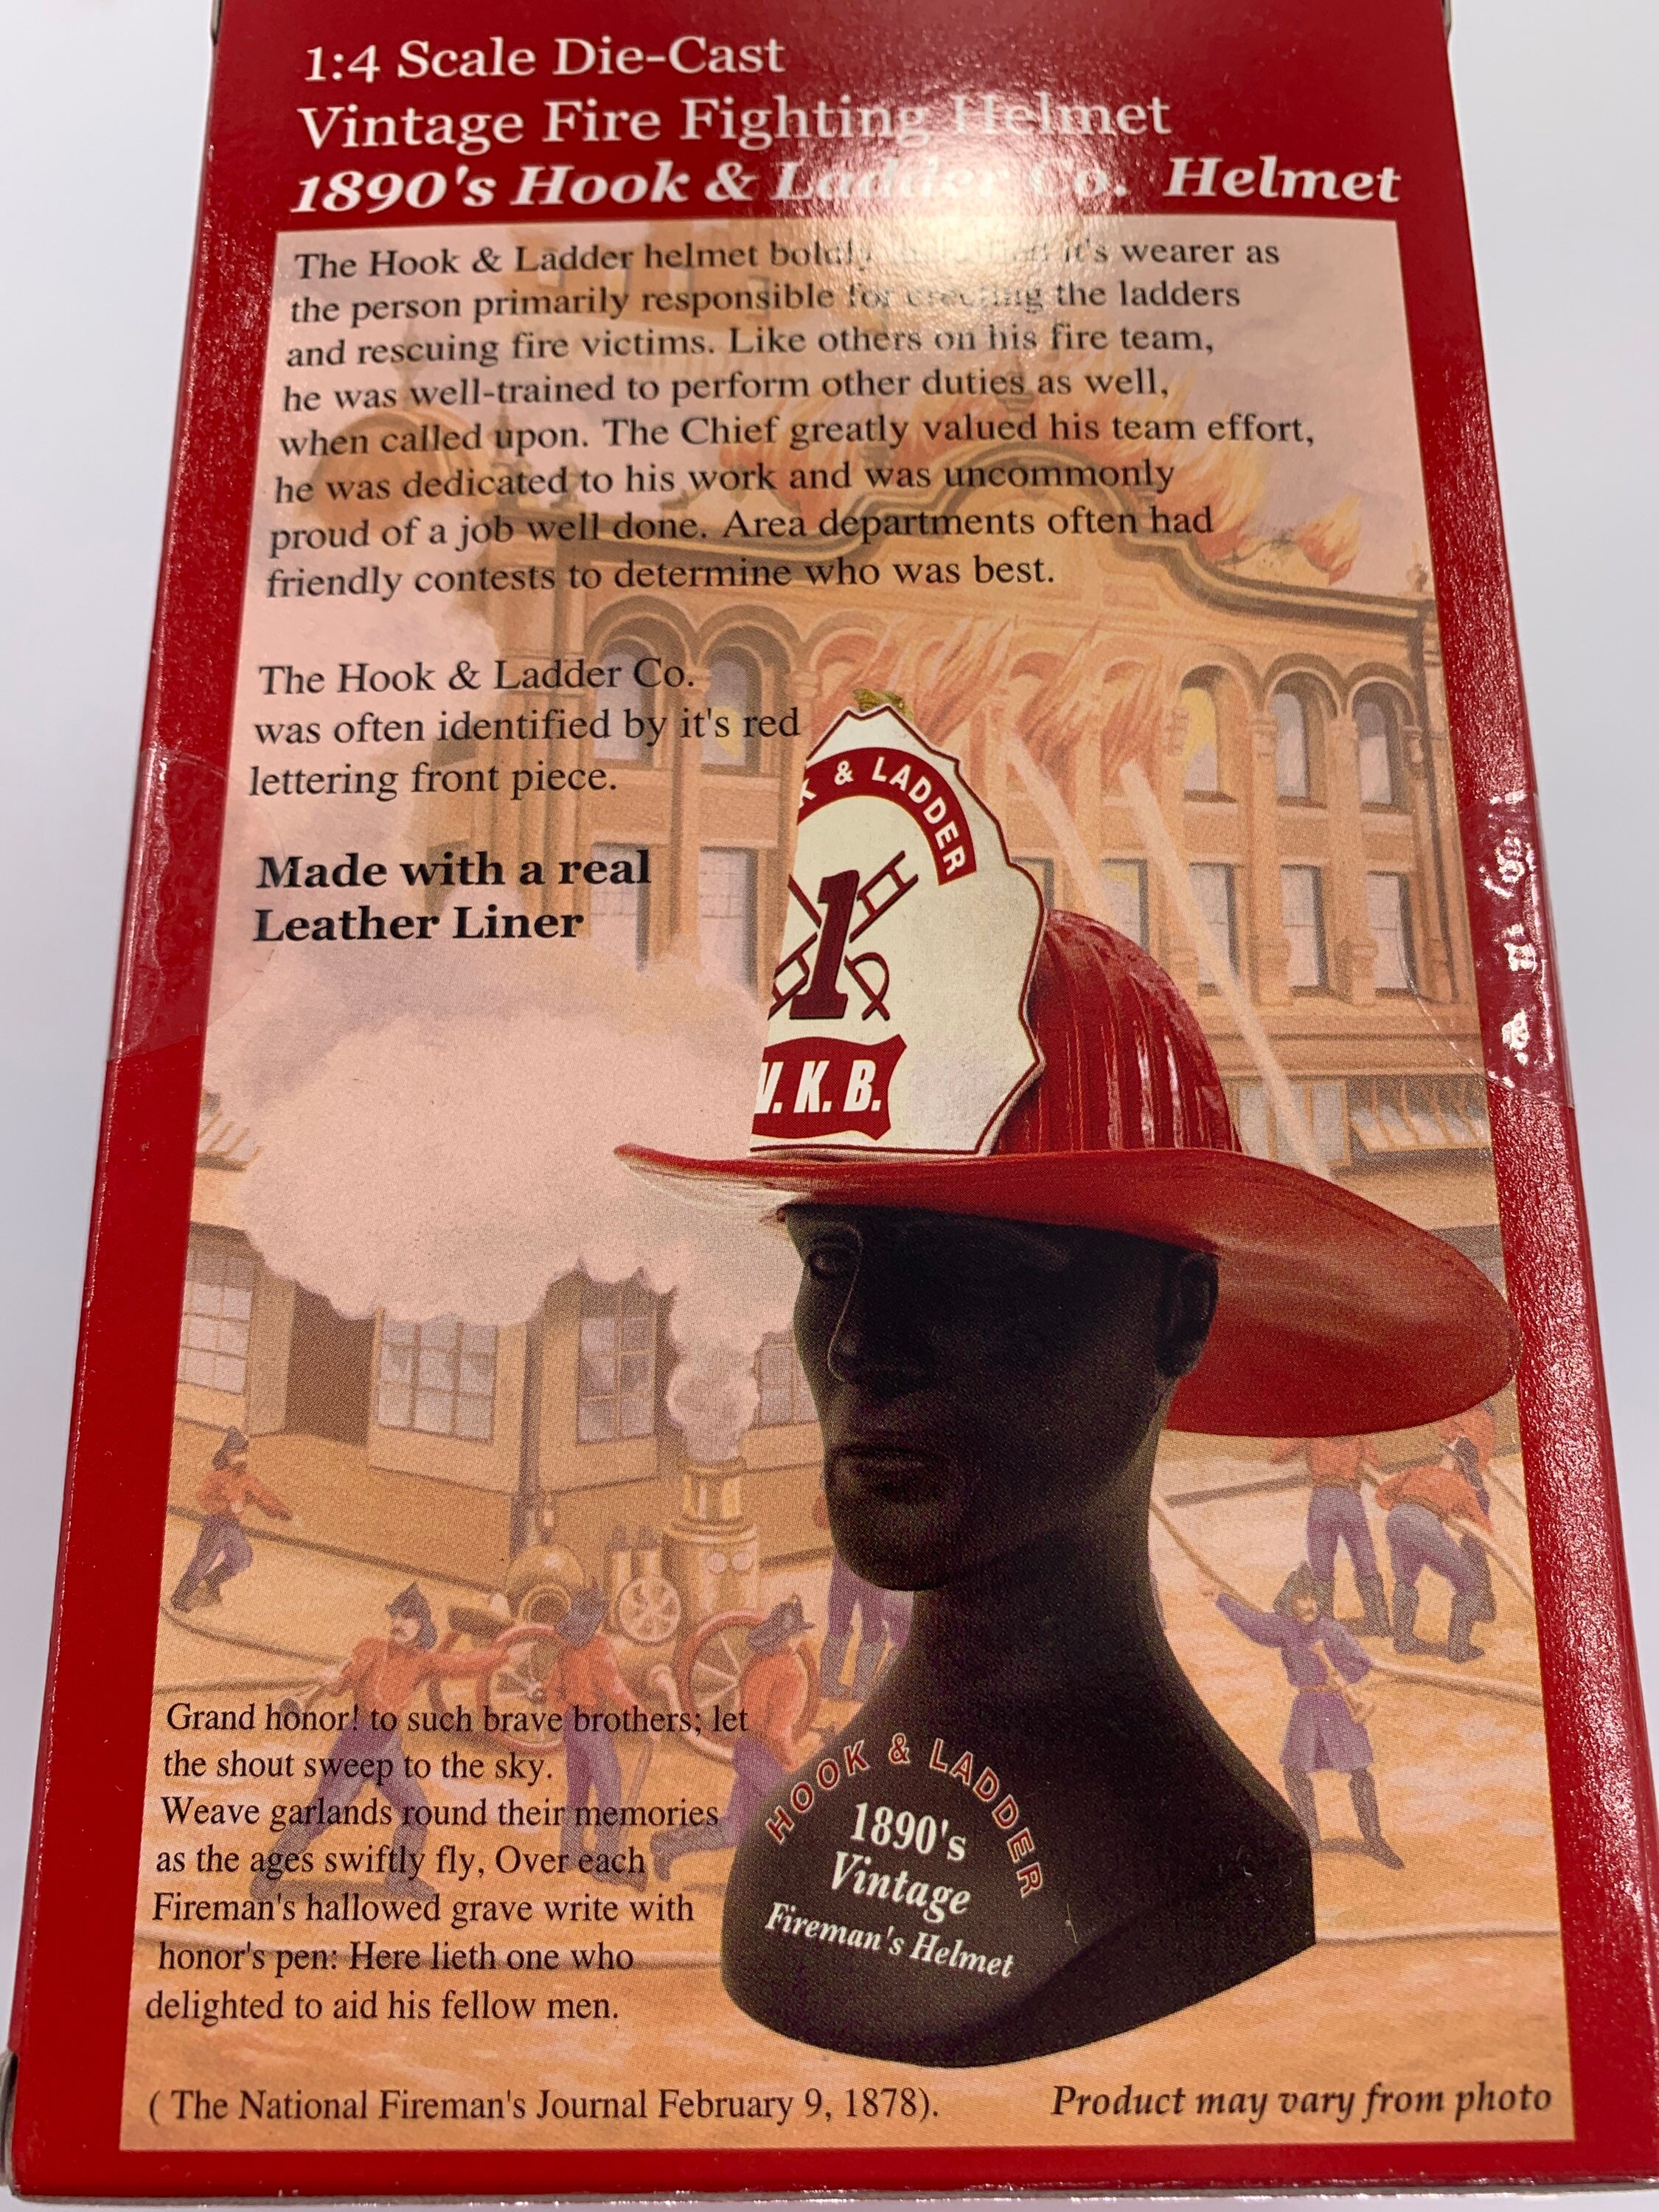 1:4 Scale Die-Cast
Vintage Fire Fighting Helmet
1890's Hook & Ladder Co. Helmet
The Hook & Ladder helmet boldly it's wearer as
the person primarily responsible for erecting the ladders
and rescuing fire victims. Like others on his fire team,
he was well-trained to perform other duties as well,
when called upon. The Chief greatly valued his team effort,
he was dedicated to his work and was uncommonly
proud of a job well done. Area departments often had
friendly contests to determine who was best.
The Hook & Ladder Co.
was often identified by it's red
lettering front piece.
Made with a real
Leather Liner
K & LADDER
1
V. K. B.
HOOK & LADDER
1890's
Vintage
Fireman's Helmet
Grand honor! to such brave brothers; let
the shout sweep to the sky.
Weave garlands round their memories
as the ages swiftly fly, Over each
Fireman's hallowed grave write with
honor's pen: Here lieth one who
delighted to aid his fellow men.
( The National Fireman's Journal February 9, 1878).
Product may vary from photo